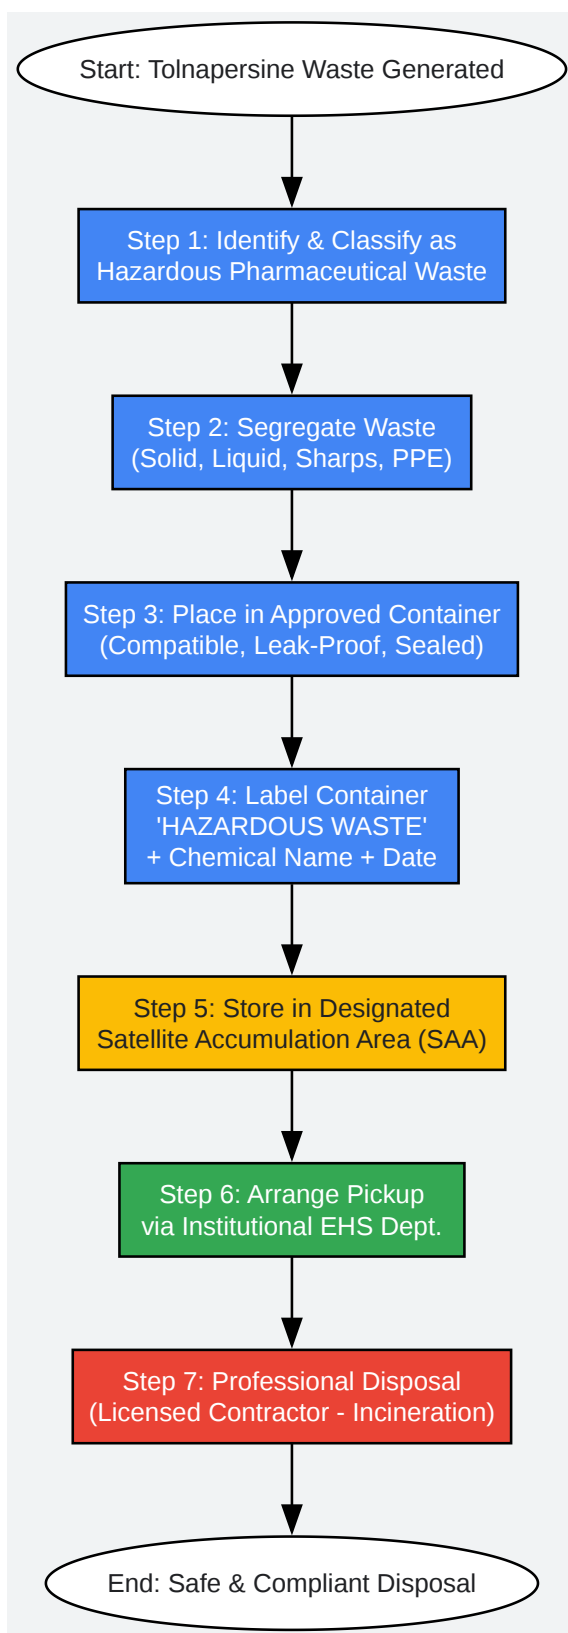 Start: Tolnapersine Waste Generated
Step 1: Identify & Classify as
Hazardous Pharmaceutical Waste
Step 2: Segregate Waste
(Solid, Liquid, Sharps, PPE)
Step 3: Place in Approved Container
(Compatible, Leak-Proof, Sealed)
Step 4: Label Container
'HAZARDOUS WASTE'
+ Chemical Name + Date
Step 5: Store in Designated
Satellite Accumulation Area (SAA)
Step 6: Arrange Pickup
via Institutional EHS Dept.
Step 7: Professional Disposal
(Licensed Contractor - Incineration)
End: Safe & Compliant Disposal